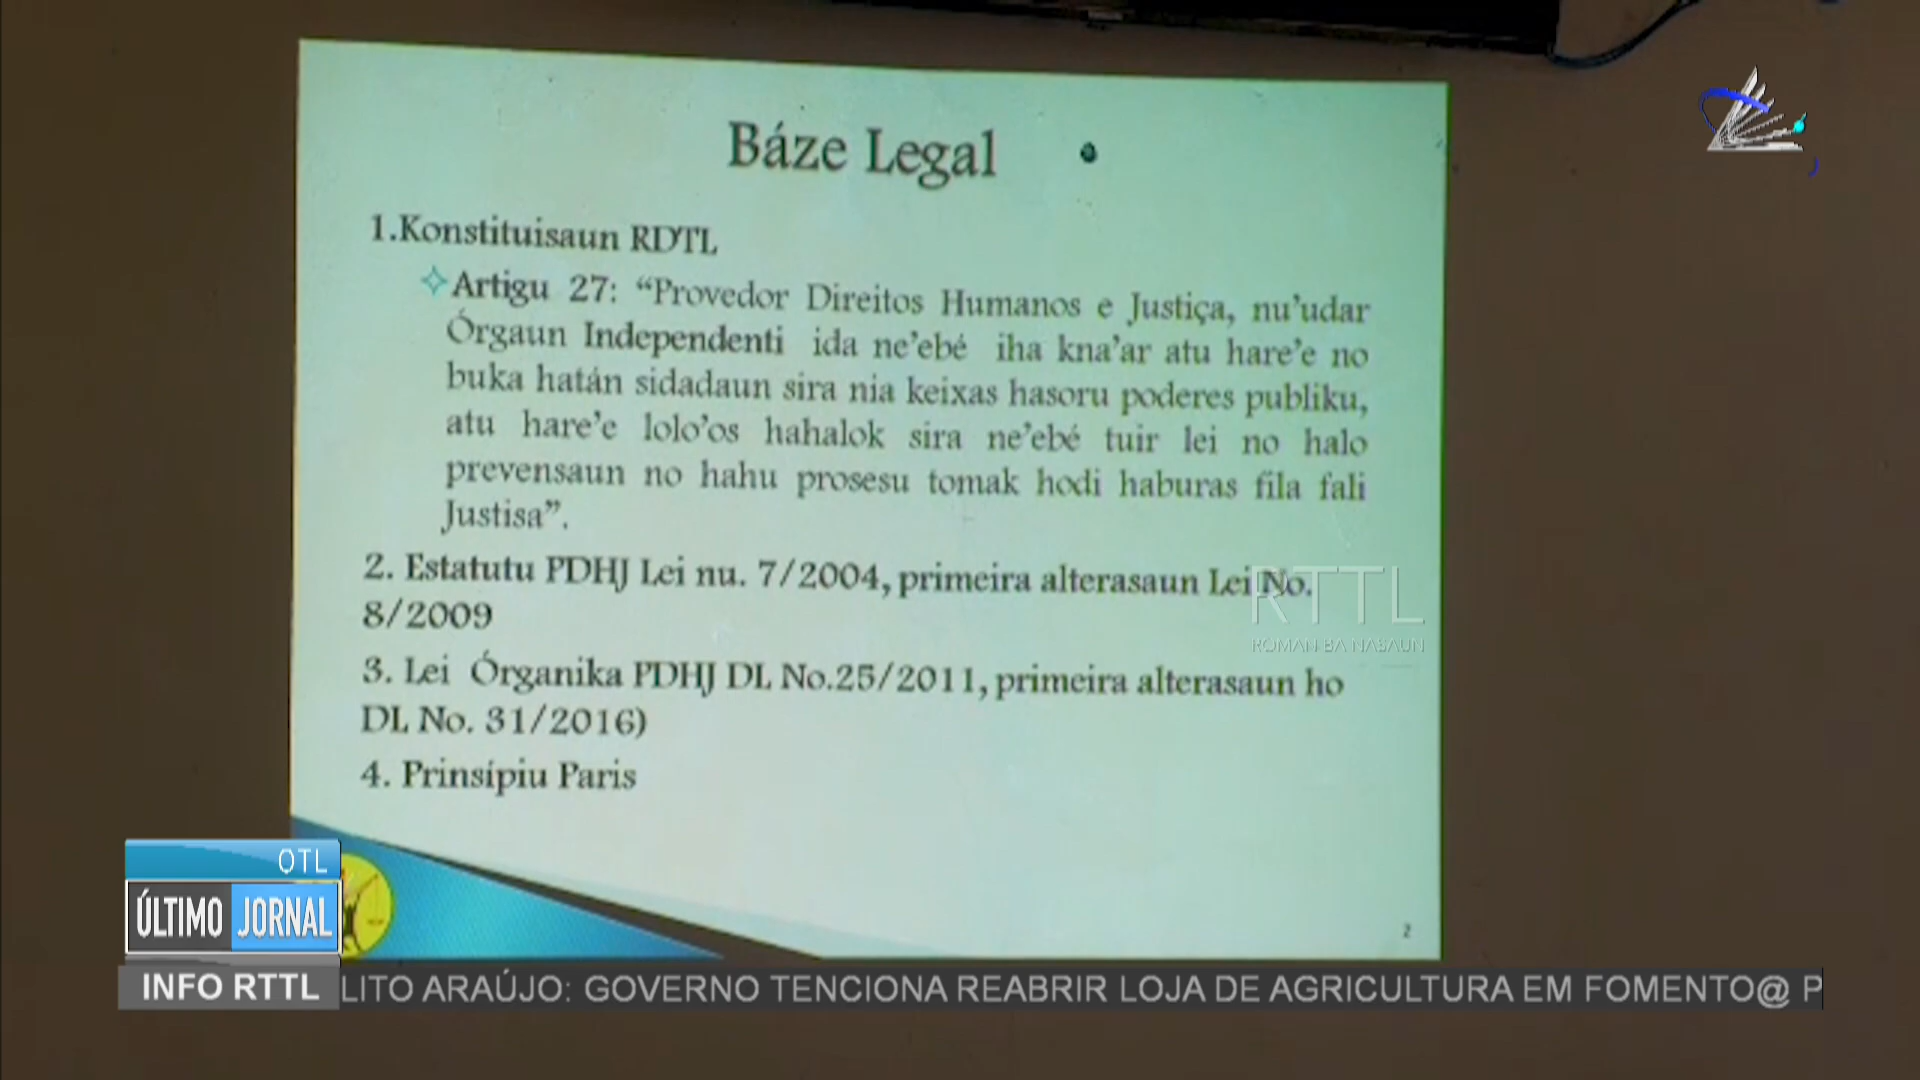 Báze Legal
1.Konstituisaun RDTL
Artigu 27: “Provedor Direitos Humanos e Justiça, nu’udar
Órgaun Independenti ida ne’ebé iha kna’ar atu hare’e no
buka hatán sidadaun sira nia keixas hasoru poderes publiku,
atu hare’e lolo’os hahalok sira ne’ebé tuir lei no halo
prevensaun no hahu prosesu tomak hodi haburas fila fali
Justisa”.
2. Estatutu PDHJ Lei nu. 7/2004, primeira alterasaun Lei No.
8/2009
RTTL
ROMAN BA NABAUN
3. Lei Órganika PDHJ DL No.25/2011, primeira alterasaun ho
DL No. 31/2016)
4. Prinsípiu Paris
2
OTL
ÚLTIMO JORNAL
INFO RTTL LITO ARAÚJO: GOVERNO TENCIONA REABRIR LOJA DE AGRICULTURA EM FOMENTO@ P